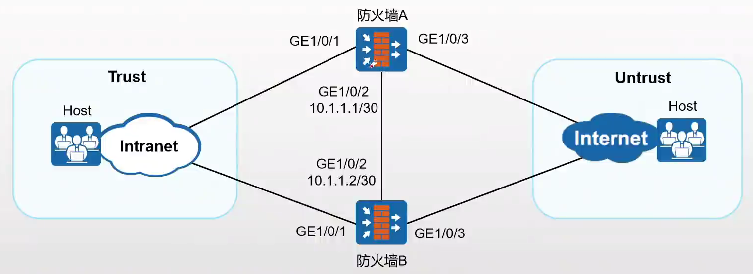 防火墙A
GE1/0/1
GE1/0/3
Trust
Untrust
GE1/0/2
10.1.1.1/30
Host
Host
Intranet
Internet
GE1/0/2
10.1.1.2/30
GE1/0/1
GE1/0/3
防火墙B